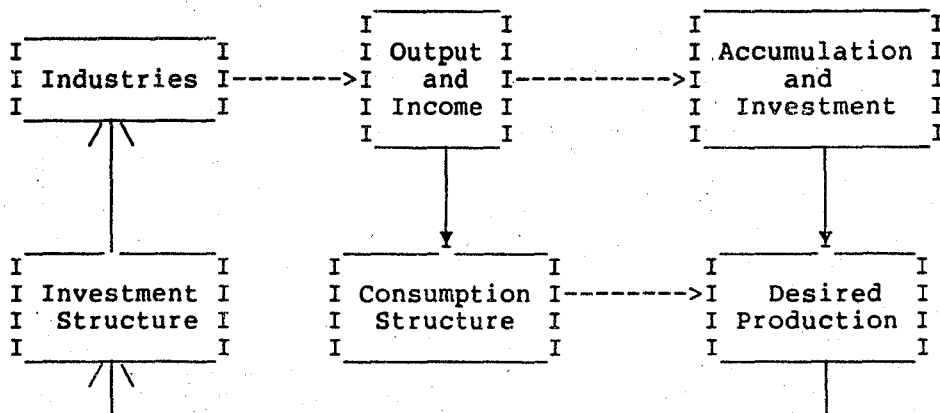 Industries
Output
and
Income
Accumulation
and
Investment
Investment
Structure
Consumption
Structure
Desired
Production